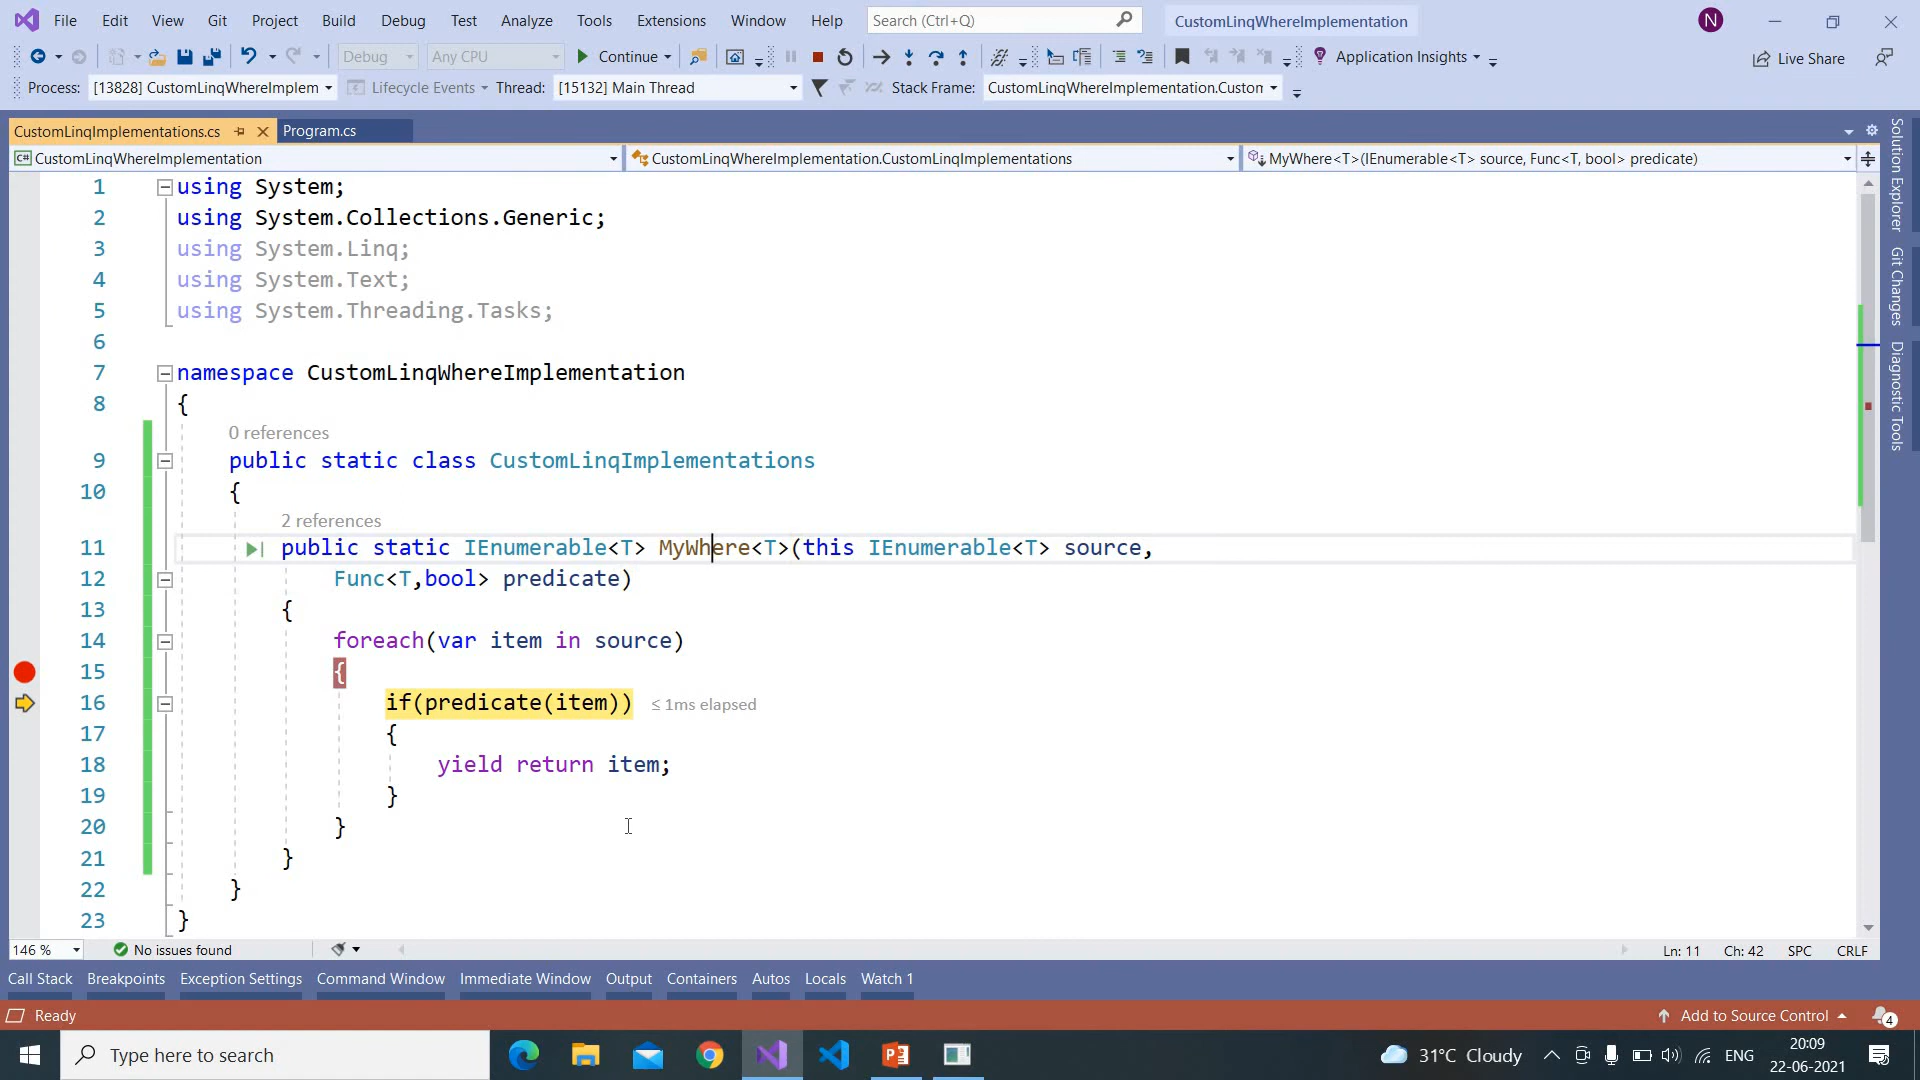 File Edit View Git Project Build Debug Test Analyze Tools Extensions Window Help Search (Ctrl+Q) CustomLinqWhereImplementation N
Debug Any CPU Continue Application Insights Live Share
Process: [13828] CustomLinqWhereImplem Lifecycle Events Thread: [15132] Main Thread Stack Frame: CustomLinqWhereImplementation.Custom
CustomLinqImplementations.cs Program.cs
C# CustomLinqWhereImplementation CustomLinqWhereImplementation.CustomLinqImplementations MyWhere<T>(IEnumerable<T> source, Func<T, bool> predicate)
1 using System;
2 using System.Collections.Generic;
3 using System.Linq;
4 using System.Text;
5 using System.Threading.Tasks;
6
7 namespace CustomLinqWhereImplementation
8 {
0 references
9 public static class CustomLinqImplementations
10 {
2 references
11 public static IEnumerable<T> MyWhere<T>(this IEnumerable<T> source,
12 Func<T,bool> predicate)
13 {
14 foreach(var item in source)
15 {
16 if(predicate(item)) ≤ 1ms elapsed
17 {
18 yield return item;
19 }
20 }
21 }
22 }
23 }
Solution Explorer
Git Changes
Diagnostic Tools
146 % No issues found Ln: 11 Ch: 42 SPC CRLF
Call Stack Breakpoints Exception Settings Command Window Immediate Window Output Containers Autos Locals Watch 1
Ready Add to Source Control 4
Type here to search 31°C Cloudy ENG 20:09
22-06-2021